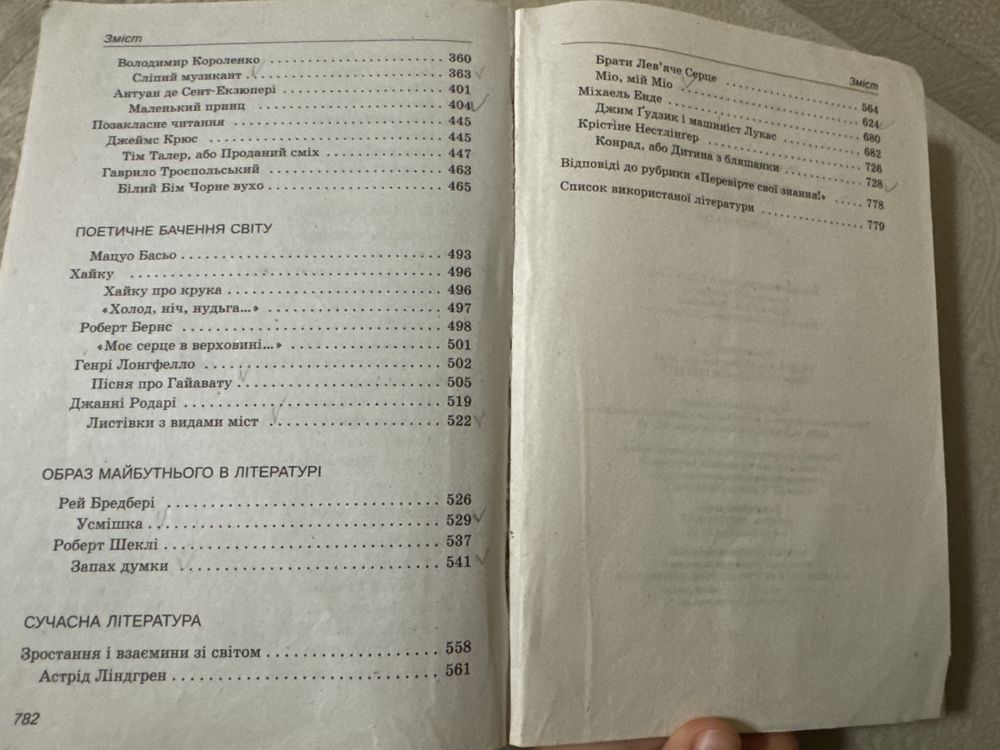 Зміст
Володимир Короленко 360
Сліпий музикант 363
Антуан де Сент-Екзюпері 401
Маленький принц 404
Позакласне читання 445
Джеймс Крюс 445
Тім Талер, або Проданий сміх 447
Гаврило Троєпольський 463
Білий Бім Чорне вухо 465
ПОЕТИЧНЕ БАЧЕННЯ СВІТУ
Мацуо Басьо 493
Хайку 496
Хайку про крука 496
«Холод, ніч, нудьга...» 497
Роберт Бернс 498
«Моє серце в верховині...» 501
Генрі Лонгфелло 502
Пісня про Гайавату 505
Джанні Родарі 519
Листівки з видами міст 522
ОБРАЗ МАЙБУТНЬОГО В ЛІТЕРАТУРІ
Рей Бредбері 526
Усмішка 529
Роберт Шеклі 537
Запах думки 541
СУЧАСНА ЛІТЕРАТУРА
Зростання і взаємини зі світом 558
Астрід Ліндгрен 561
782
Зміст
Брати Лев’яче Серце 564
Міо, мій Міо 624
Міхаель Енде 680
Джим Ґудзик і машиніст Лукас 682
Крістіне Нестлінгер 726
Конрад, або Дитина з бляшанки 728
Відповіді до рубрики «Перевірте свої знання!» 778
Список використаної літератури 779